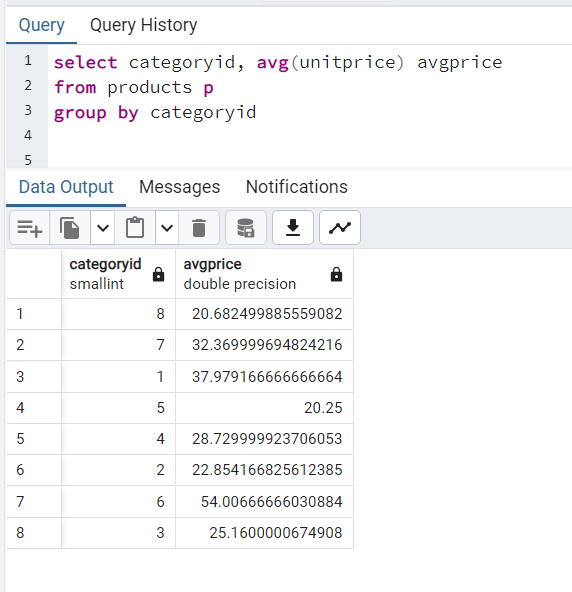 Query Query History
1 select categoryid, avg(unitprice) avgprice
2 from products p
3 group by categoryid
4
5
Data Output Messages Notifications
categoryid avgprice
smallint double precision
1 8 20.682499885559082
2 7 32.369999694824216
3 1 37.979166666666664
4 5 20.25
5 4 28.729999923706053
6 2 22.854166825612385
7 6 54.00666666030884
8 3 25.1600000674908